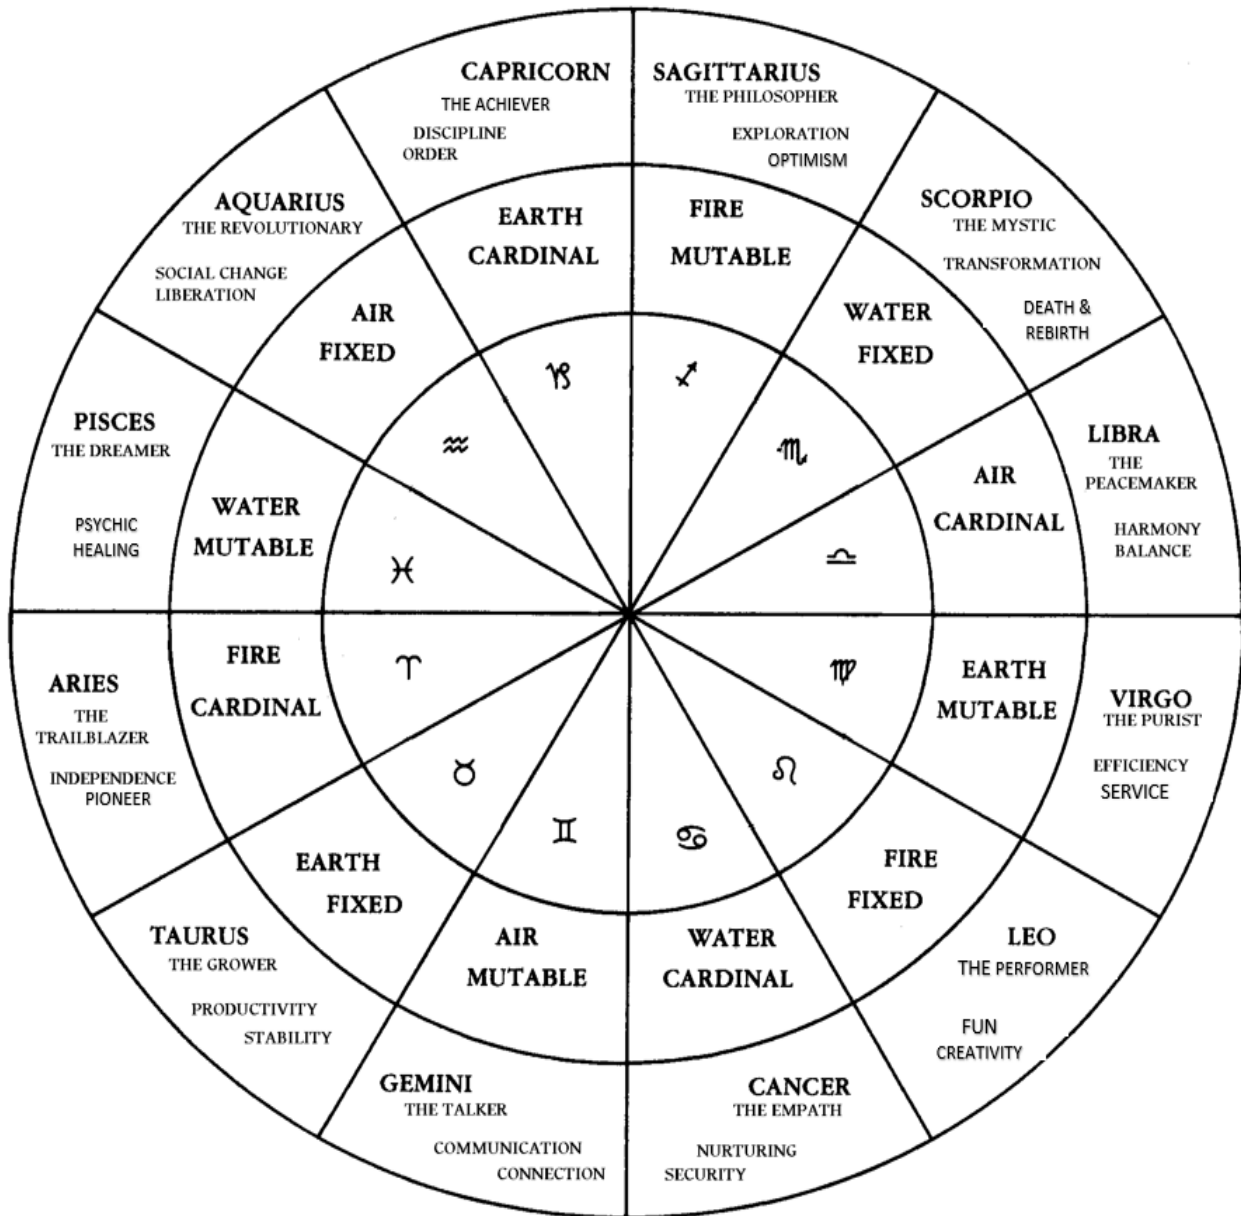 CAPRICORN
THE ACHIEVER
DISCIPLINE
ORDER
EARTH
CARDINAL
♑
SAGITTARIUS
THE PHILOSOPHER
EXPLORATION
OPTIMISM
FIRE
MUTABLE
♐
SCORPIO
THE MYSTIC
TRANSFORMATION
DEATH &
REBIRTH
WATER
FIXED
♏
LIBRA
THE
PEACEMAKER
HARMONY
BALANCE
AIR
CARDINAL
♎
VIRGO
THE PURIST
EFFICIENCY
SERVICE
EARTH
MUTABLE
♍
LEO
THE PERFORMER
FUN
CREATIVITY
FIRE
FIXED
♌
CANCER
THE EMPATH
NURTURING
SECURITY
WATER
CARDINAL
♋
GEMINI
THE TALKER
COMMUNICATION
CONNECTION
AIR
MUTABLE
♊
TAURUS
THE GROWER
PRODUCTIVITY
STABILITY
EARTH
FIXED
♉
ARIES
THE
TRAILBLAZER
INDEPENDENCE
PIONEER
FIRE
CARDINAL
♈
PISCES
THE DREAMER
PSYCHIC
HEALING
WATER
MUTABLE
♓
AQUARIUS
THE REVOLUTIONARY
SOCIAL CHANGE
LIBERATION
AIR
FIXED
♒